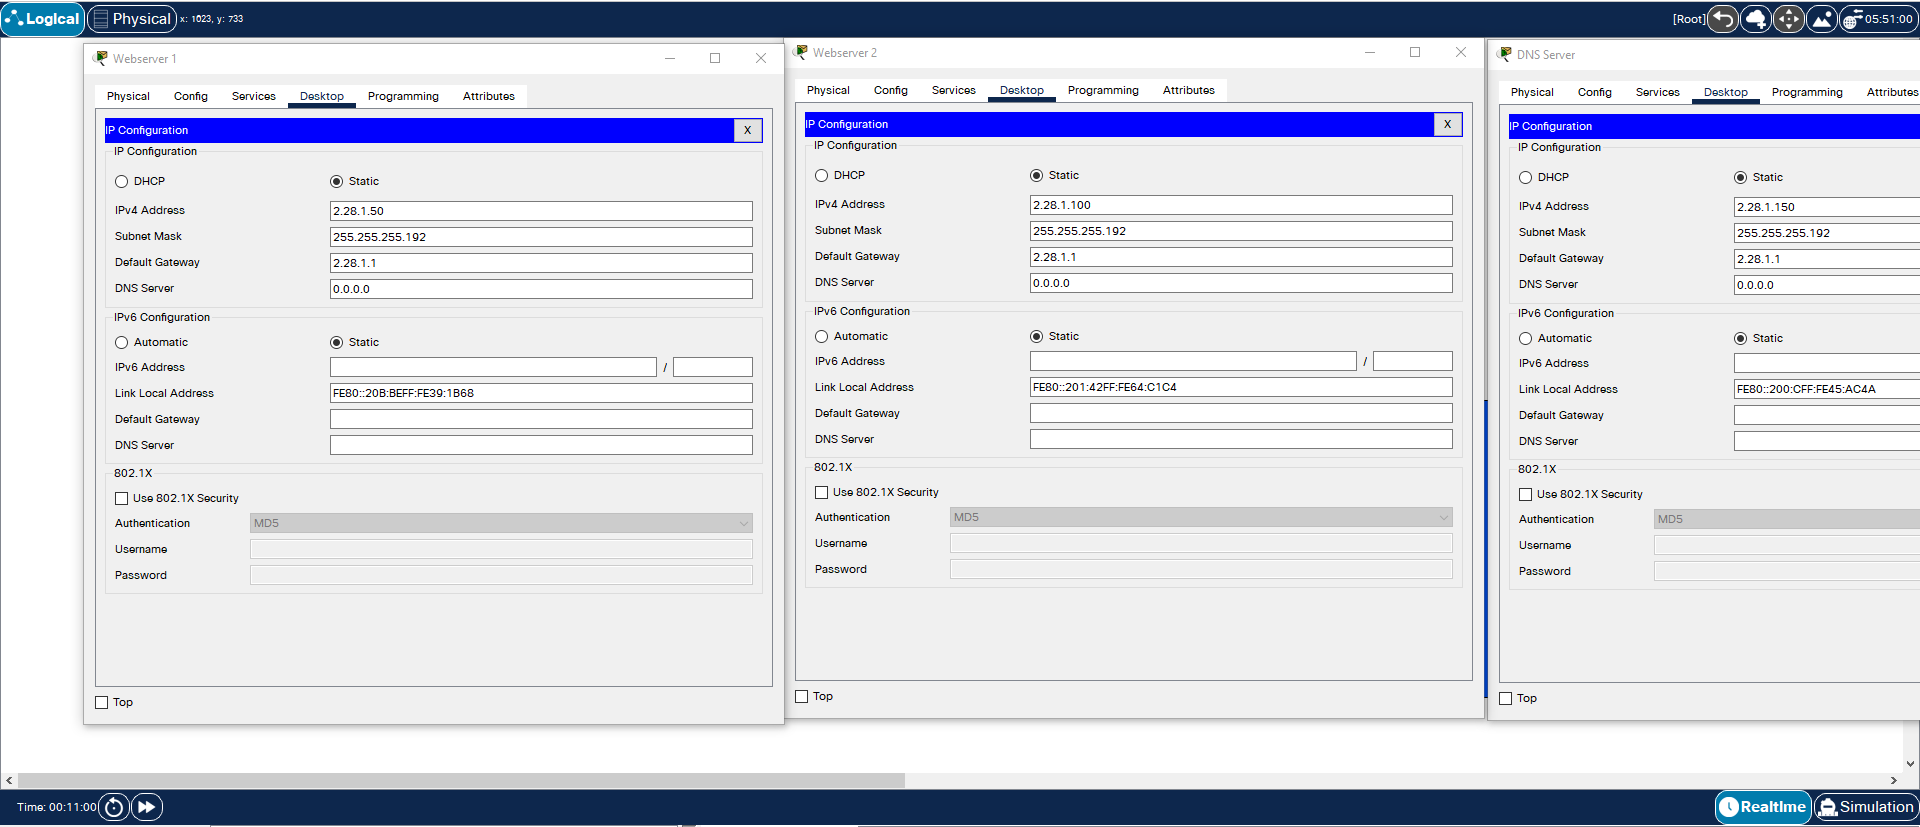 Logical Physical x: 1023, y: 733 [Root] 05:51:00
Webserver 1
Physical Config Services Desktop Programming Attributes
IP Configuration X
IP Configuration
DHCP Static
IPv4 Address 2.28.1.50
Subnet Mask 255.255.255.192
Default Gateway 2.28.1.1
DNS Server 0.0.0.0
IPv6 Configuration
Automatic Static
IPv6 Address /
Link Local Address FE80::20B:BEFF:FE39:1B68
Default Gateway
DNS Server
802.1X
Use 802.1X Security
Authentication MD5
Username
Password
Top
Webserver 2
Physical Config Services Desktop Programming Attributes
IP Configuration X
IP Configuration
DHCP Static
IPv4 Address 2.28.1.100
Subnet Mask 255.255.255.192
Default Gateway 2.28.1.1
DNS Server 0.0.0.0
IPv6 Configuration
Automatic Static
IPv6 Address /
Link Local Address FE80::201:42FF:FE64:C1C4
Default Gateway
DNS Server
802.1X
Use 802.1X Security
Authentication MD5
Username
Password
Top
DNS Server
Physical Config Services Desktop Programming Attributes
IP Configuration
IP Configuration
DHCP Static
IPv4 Address 2.28.1.150
Subnet Mask 255.255.255.192
Default Gateway 2.28.1.1
DNS Server 0.0.0.0
IPv6 Configuration
Automatic Static
IPv6 Address
Link Local Address FE80::200:CFF:FE45:AC4A
Default Gateway
DNS Server
802.1X
Use 802.1X Security
Authentication MD5
Username
Password
Top
Time: 00:11:00 Realtime Simulation